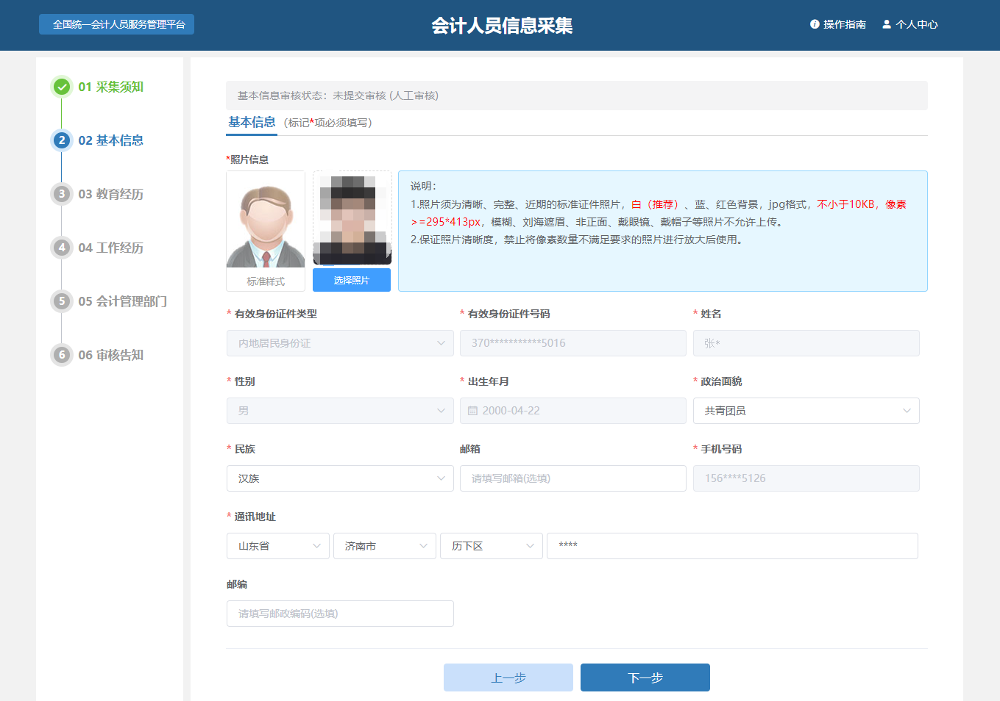 全国统一会计人员服务管理平台
会计人员信息采集
操作指南
个人中心
01 采集须知
2 02 基本信息
3 03 教育经历
4 04 工作经历
5 05 会计管理部门
6 06 审核告知
基本信息审核状态：未提交审核 (人工审核)
基本信息 （标记*项必须填写）
*照片信息
标准样式
选择照片
说明：
1.照片须为清晰、完整、近期的标准证件照片，白（推荐）、蓝、红色背景，jpg格式，不小于10KB，像素
>=295*413px，模糊、刘海遮眉、非正面、戴眼镜、戴帽子等照片不允许上传。
2.保证照片清晰度，禁止将像素数量不满足要求的照片进行放大后使用。
* 有效身份证件类型
* 有效身份证件号码
* 姓名
内地居民身份证
370***********5016
张*
* 性别
* 出生年月
* 政治面貌
男
2000-04-22
共青团员
* 民族
邮箱
* 手机号码
汉族
请填写邮箱(选填)
156****5126
* 通讯地址
山东省
济南市
历下区
****
邮编
请填写邮政编码(选填)
上一步
下一步